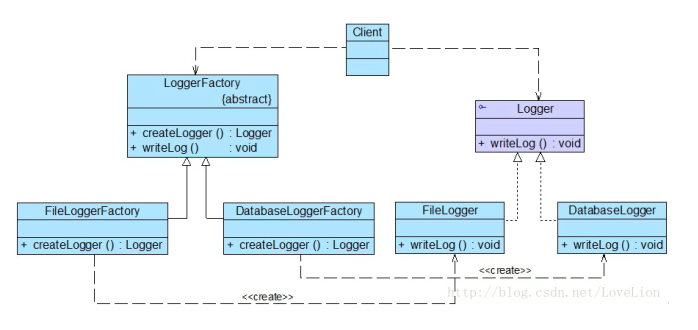 Client
LoggerFactory
{abstract}
+ createLogger () : Logger
+ writeLog () : void
Logger
+ writeLog () : void
FileLoggerFactory
+ createLogger () : Logger
DatabaseLoggerFactory
+ createLogger () : Logger
FileLogger
+ writeLog () : void
DatabaseLogger
+ writeLog () : void
<<create>>
<<create>>
http://blog.csdn.net/LoveLion